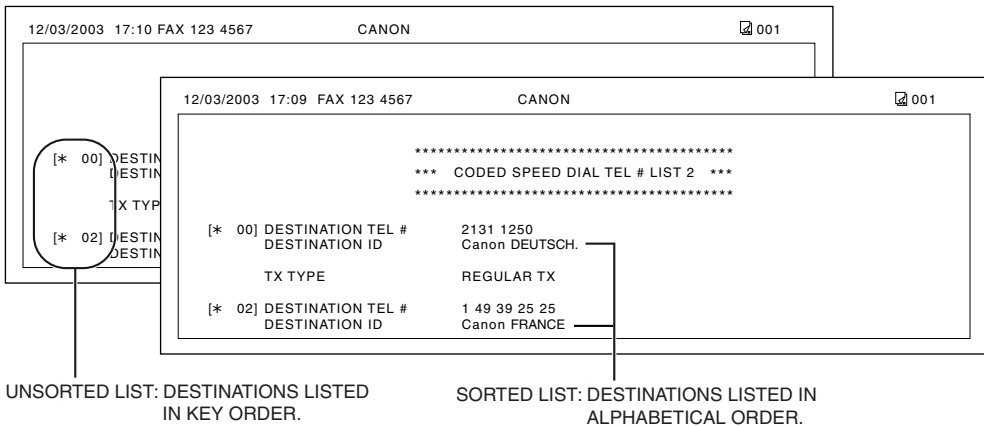 12/03/2003 17:10 FAX 123 4567 CANON 001
[* 00] DESTIN
DESTIN
TX TYP
[* 02] DESTIN
DESTIN
12/03/2003 17:09 FAX 123 4567 CANON 001
*****************************************
*** CODED SPEED DIAL TEL # LIST 2 ***
*****************************************
[* 00] DESTINATION TEL # 2131 1250
DESTINATION ID Canon DEUTSCH.
TX TYPE REGULAR TX
[* 02] DESTINATION TEL # 1 49 39 25 25
DESTINATION ID Canon FRANCE
UNSORTED LIST: DESTINATIONS LISTED
IN KEY ORDER.
SORTED LIST: DESTINATIONS LISTED IN
ALPHABETICAL ORDER.